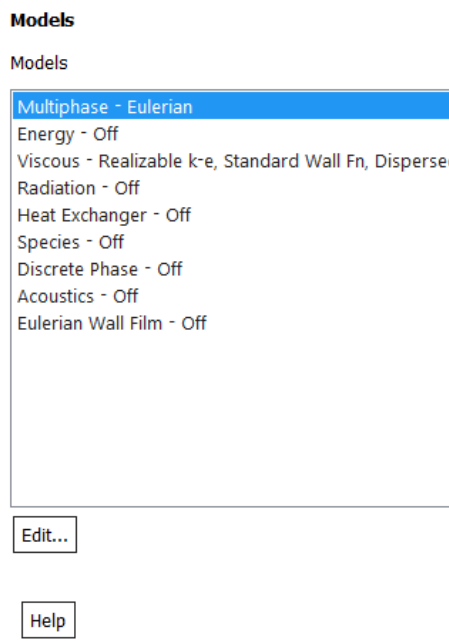 Models
Models
Multiphase - Eulerian
Energy - Off
Viscous - Realizable k-e, Standard Wall Fn, Disperse
Radiation - Off
Heat Exchanger - Off
Species - Off
Discrete Phase - Off
Acoustics - Off
Eulerian Wall Film - Off
Edit...
Help